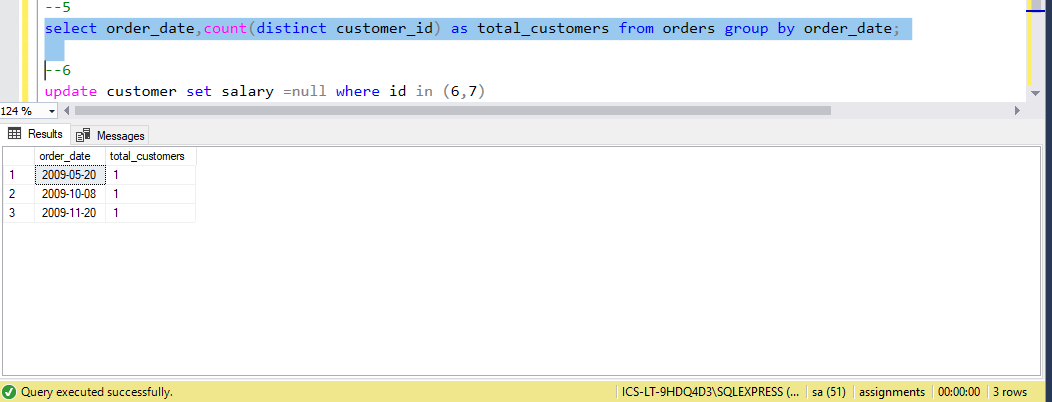 --5
select order_date,count(distinct customer_id) as total_customers from orders group by order_date;
--6
update customer set salary =null where id in (6,7)
124 %
Results Messages
order_date total_customers
1 2009-05-20 1
2 2009-10-08 1
3 2009-11-20 1
Query executed successfully. ICS-LT-9HDQ4D3\SQLEXPRESS (... sa (51) assignments 00:00:00 3 rows